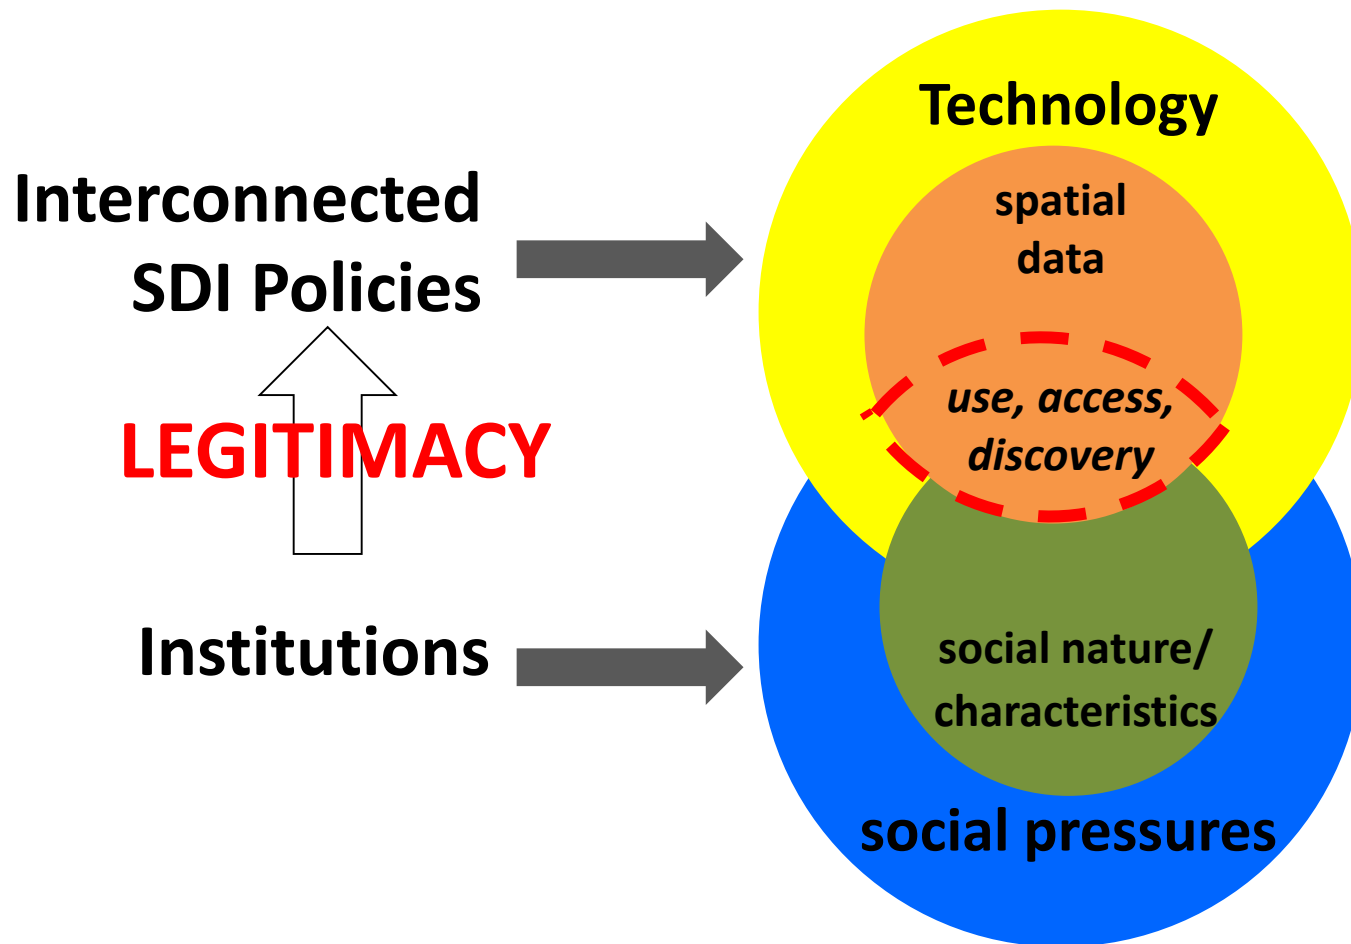 Interconnected
SDI Policies
LEGITIMACY
Institutions
Technology
spatial
data
use, access,
discovery
social nature/
characteristics
social pressures